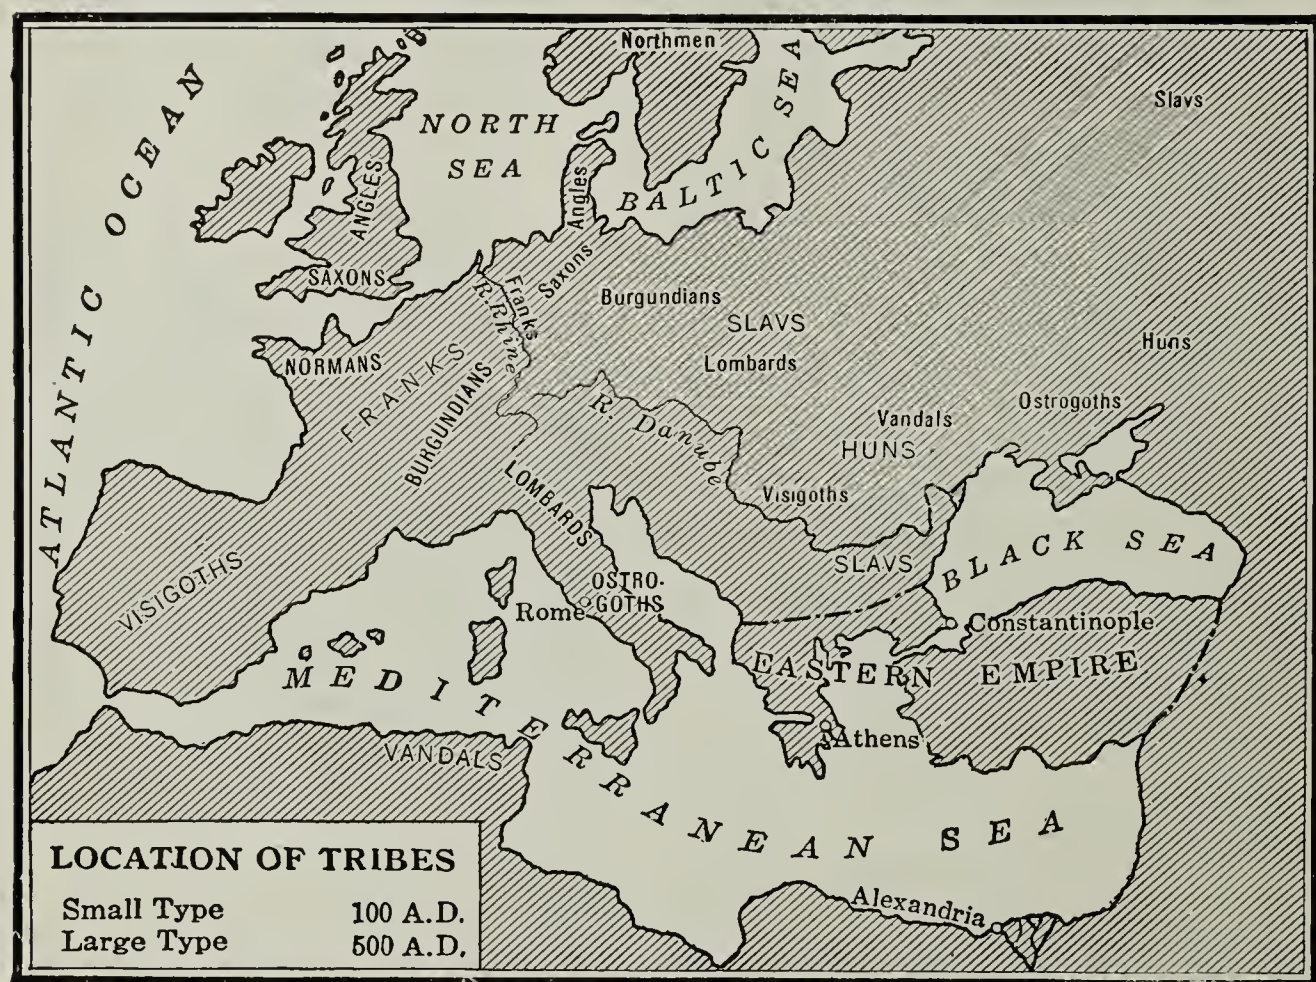 Northmen
Slavs
ATLANTIC OCEAN
NORTH
SEA
BALTIC SEA
ANGLES
Angles
SAXONS
Saxons
Franks
R. Rhine
Burgundians
SLAVS
Lombards
Huns
NORMANS
FRANKS
BURGUNDIANS
R. Danube
Ostrogoths
Vandals
HUNS
Visigoths
LOMBARDS
VISIGOTHS
SLAVS
BLACK SEA
OSTRO-
GOTHS
Rome
Constantinople
EASTERN EMPIRE
MEDITERRANEAN SEA
Athens
VANDALS
Alexandria
LOCATION OF TRIBES
Small Type 100 A.D.
Large Type 500 A.D.